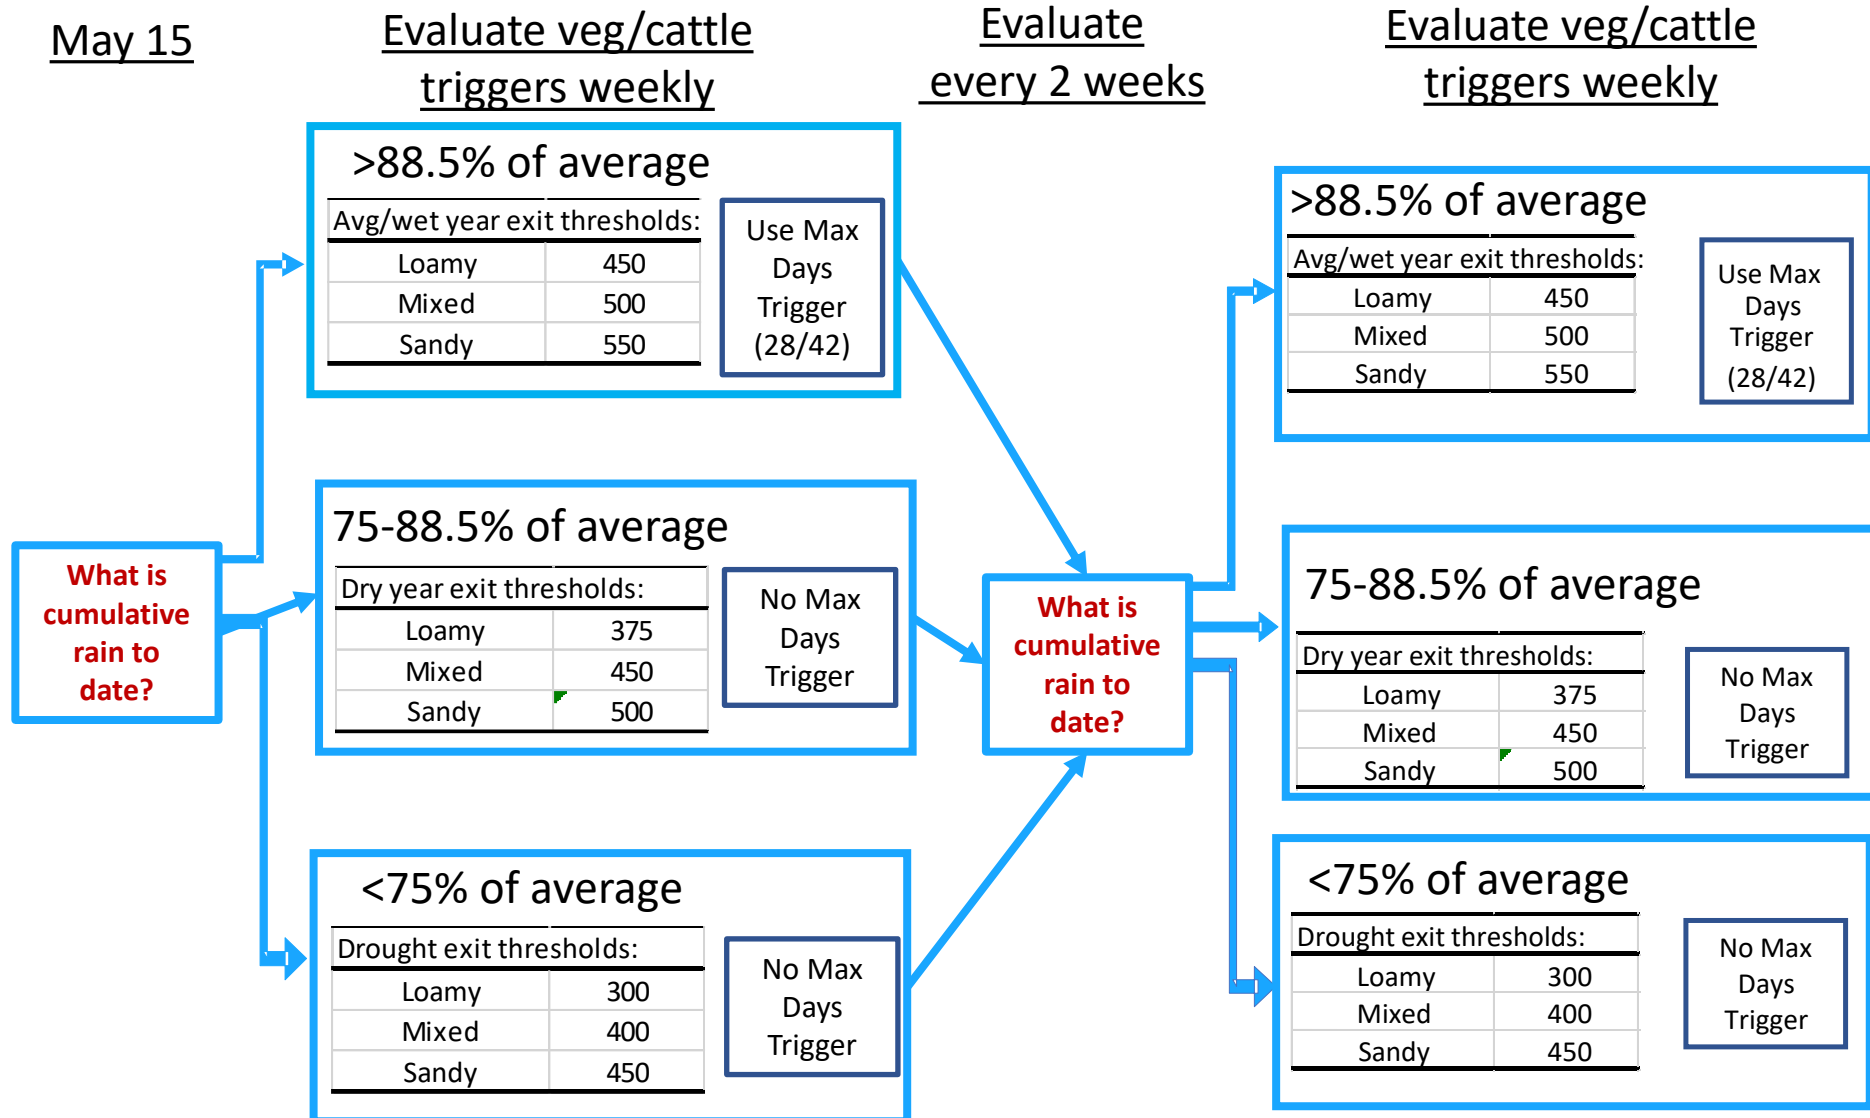 May 15
Evaluate veg/cattle
triggers weekly
Evaluate
every 2 weeks
Evaluate veg/cattle
triggers weekly
What is
cumulative
rain to
date?
>88.5% of average
Avg/wet year exit thresholds:
Loamy 450
Mixed 500
Sandy 550
Use Max
Days
Trigger
(28/42)
75-88.5% of average
Dry year exit thresholds:
Loamy 375
Mixed 450
Sandy 500
No Max
Days
Trigger
<75% of average
Drought exit thresholds:
Loamy 300
Mixed 400
Sandy 450
No Max
Days
Trigger
What is
cumulative
rain to
date?
>88.5% of average
Avg/wet year exit thresholds:
Loamy 450
Mixed 500
Sandy 550
Use Max
Days
Trigger
(28/42)
75-88.5% of average
Dry year exit thresholds:
Loamy 375
Mixed 450
Sandy 500
No Max
Days
Trigger
<75% of average
Drought exit thresholds:
Loamy 300
Mixed 400
Sandy 450
No Max
Days
Trigger